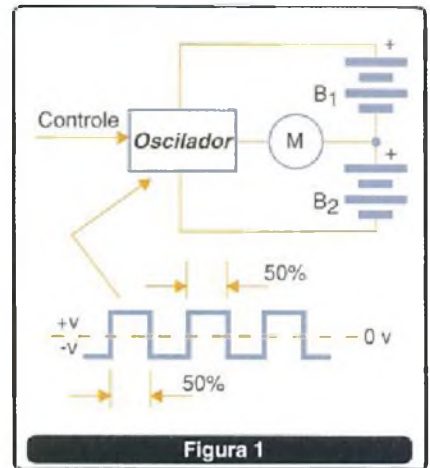 +
B1
Controle
Oscilador
M
+
B2
50%
+v
-v
0 v
50%
Figura 1